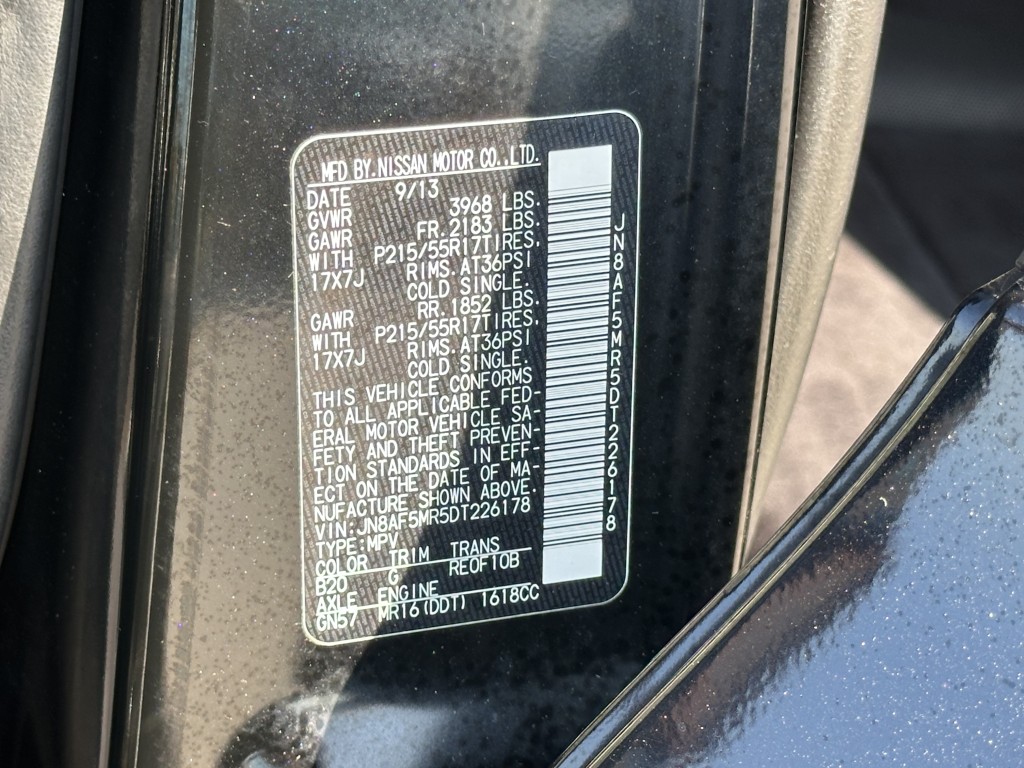 MFD BY NISSAN MOTOR CO.,LTD.
DATE 9/13
GVWR 3968 LBS.
GAWR FR. 2183 LBS.
WITH P215/55R17TIRES.
17X7J RIMS.AT36PSI
COLD SINGLE.
GAWR RR. 1852 LBS.
WITH P215/55R17TIRES.
17X7J RIMS.AT36PSI
COLD SINGLE.
THIS VEHICLE CONFORMS
TO ALL APPLICABLE FED-
ERAL MOTOR VEHICLE SA-
FETY AND THEFT PREVEN-
TION STANDARDS IN EFF-
ECT ON THE DATE OF MA-
NUFACTURE SHOWN ABOVE.
VIN:JN8AF5MR5DT226178
TYPE:MPV
COLOR TRIM TRANS
B20 G REOF10B
AXLE ENGINE
GN57 MR16(DDT) 1618CC
JN8AF5MR5DT226178